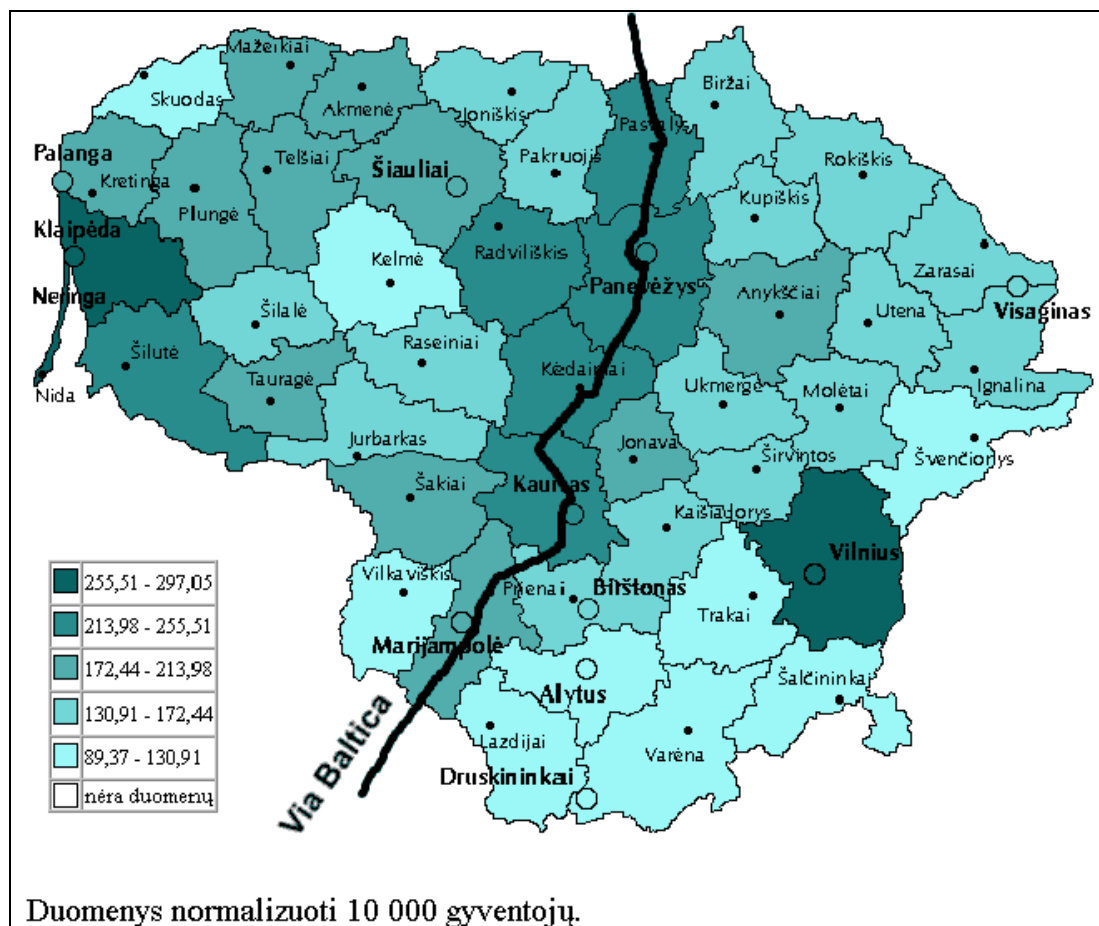 Mažeikiai
Skuodas
Akmenė
Joniškis
Biržai
Pasvalys
Palanga
Kretinga
Telšiai
Šiauliai
Pakruojis
Rokiškis
Plungė
Kupiškis
Klaipėda
Radviliškis
Kelmė
Zarasai
Neringa
Panevėžys
Anykščiai
Visaginas
Šilalė
Utena
Šilutė
Raseiniai
Nida
Tauragė
Kėdainiai
Ukmergė
Molėtai
Ignalina
Jurbarkas
Jonava
Širvintos
Švenčionys
Šakiai
Kaunas
Kaišiadorys
Vilnius
255,51 - 297,05
213,98 - 255,51
172,44 - 213,98
130,91 - 172,44
89,37 - 130,91
nėra duomenų
Vilkaviškis
Prienai
Birštonas
Trakai
Marijampolė
Alytus
Šalčininkai
Via Baltica
Lazdijai
Varėna
Druskininkai
Duomenys normalizuoti 10 000 gyventojų.